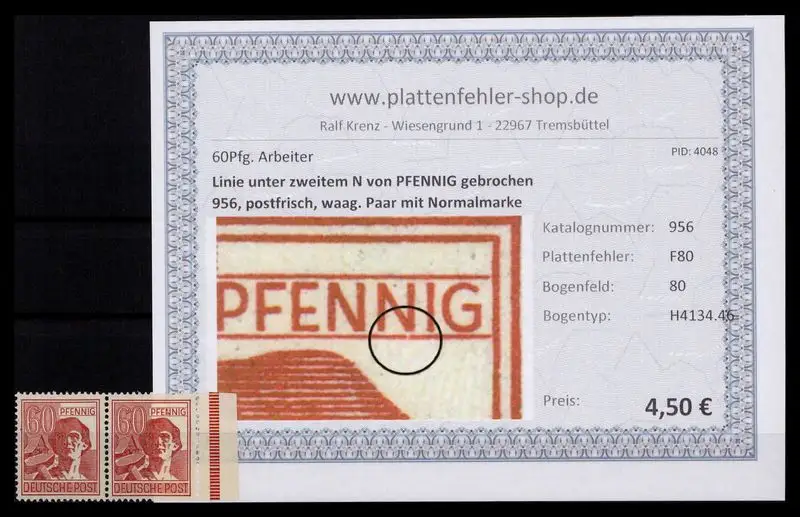 www.plattenfehler-shop.de
Ralf Krenz - Wiesengrund 1 - 22967 Tremsbüttel
60Pfg. Arbeiter
PID: 4048
Linie unter zweitem N von PFENNIG gebrochen
956, postfrisch, waag. Paar mit Normalmarke
Katalognummer: 956
Plattenfehler: F80
Bogenfeld: 80
Bogentyp: H4134.46
Preis: 4,50 €
PFENNIG
60 PFENNIG
DEUTSCHE POST
60 PFENNIG
DEUTSCHE POST